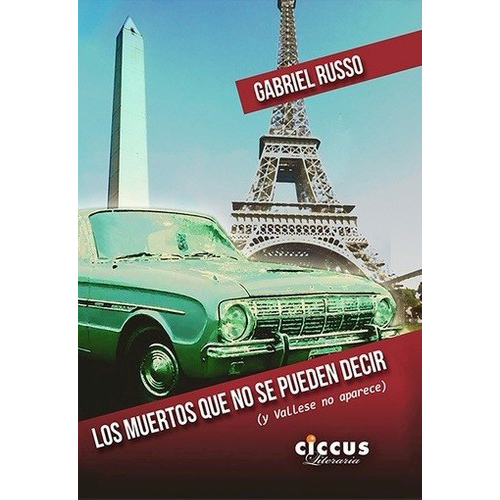 GABRIEL RUSSO
LOS MUERTOS QUE NO SE PUEDEN DECIR
(y Vallese no aparece)
ciccus
Literaria